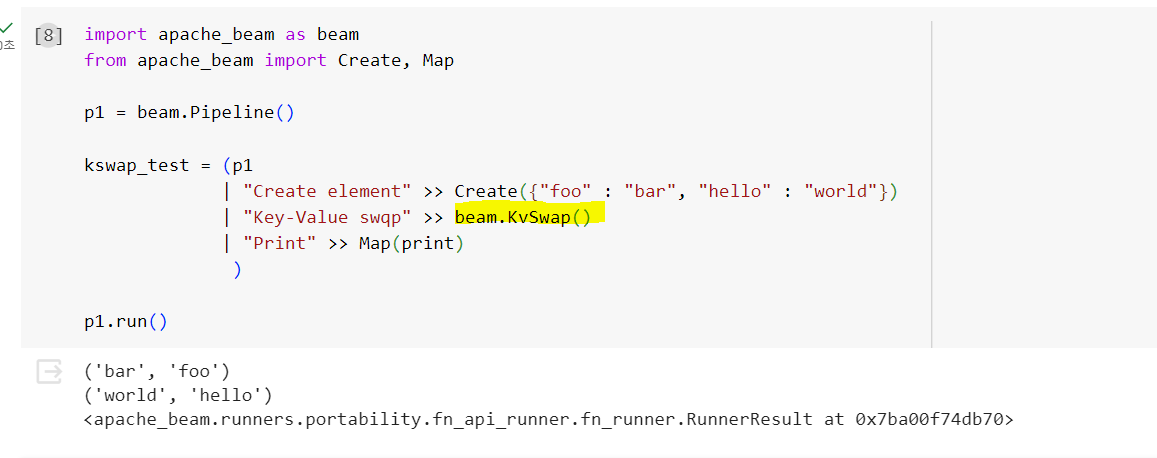 [8] import apache_beam as beam
0초 from apache_beam import Create, Map
p1 = beam.Pipeline()
kswap_test = (p1
| "Create element" >> Create({"foo" : "bar", "hello" : "world"})
| "Key-Value swqp" >> beam.KvSwap()
| "Print" >> Map(print)
)
p1.run()
('bar', 'foo')
('world', 'hello')
<apache_beam.runners.portability.fn_api_runner.fn_runner.RunnerResult at 0x7ba00f74db70>